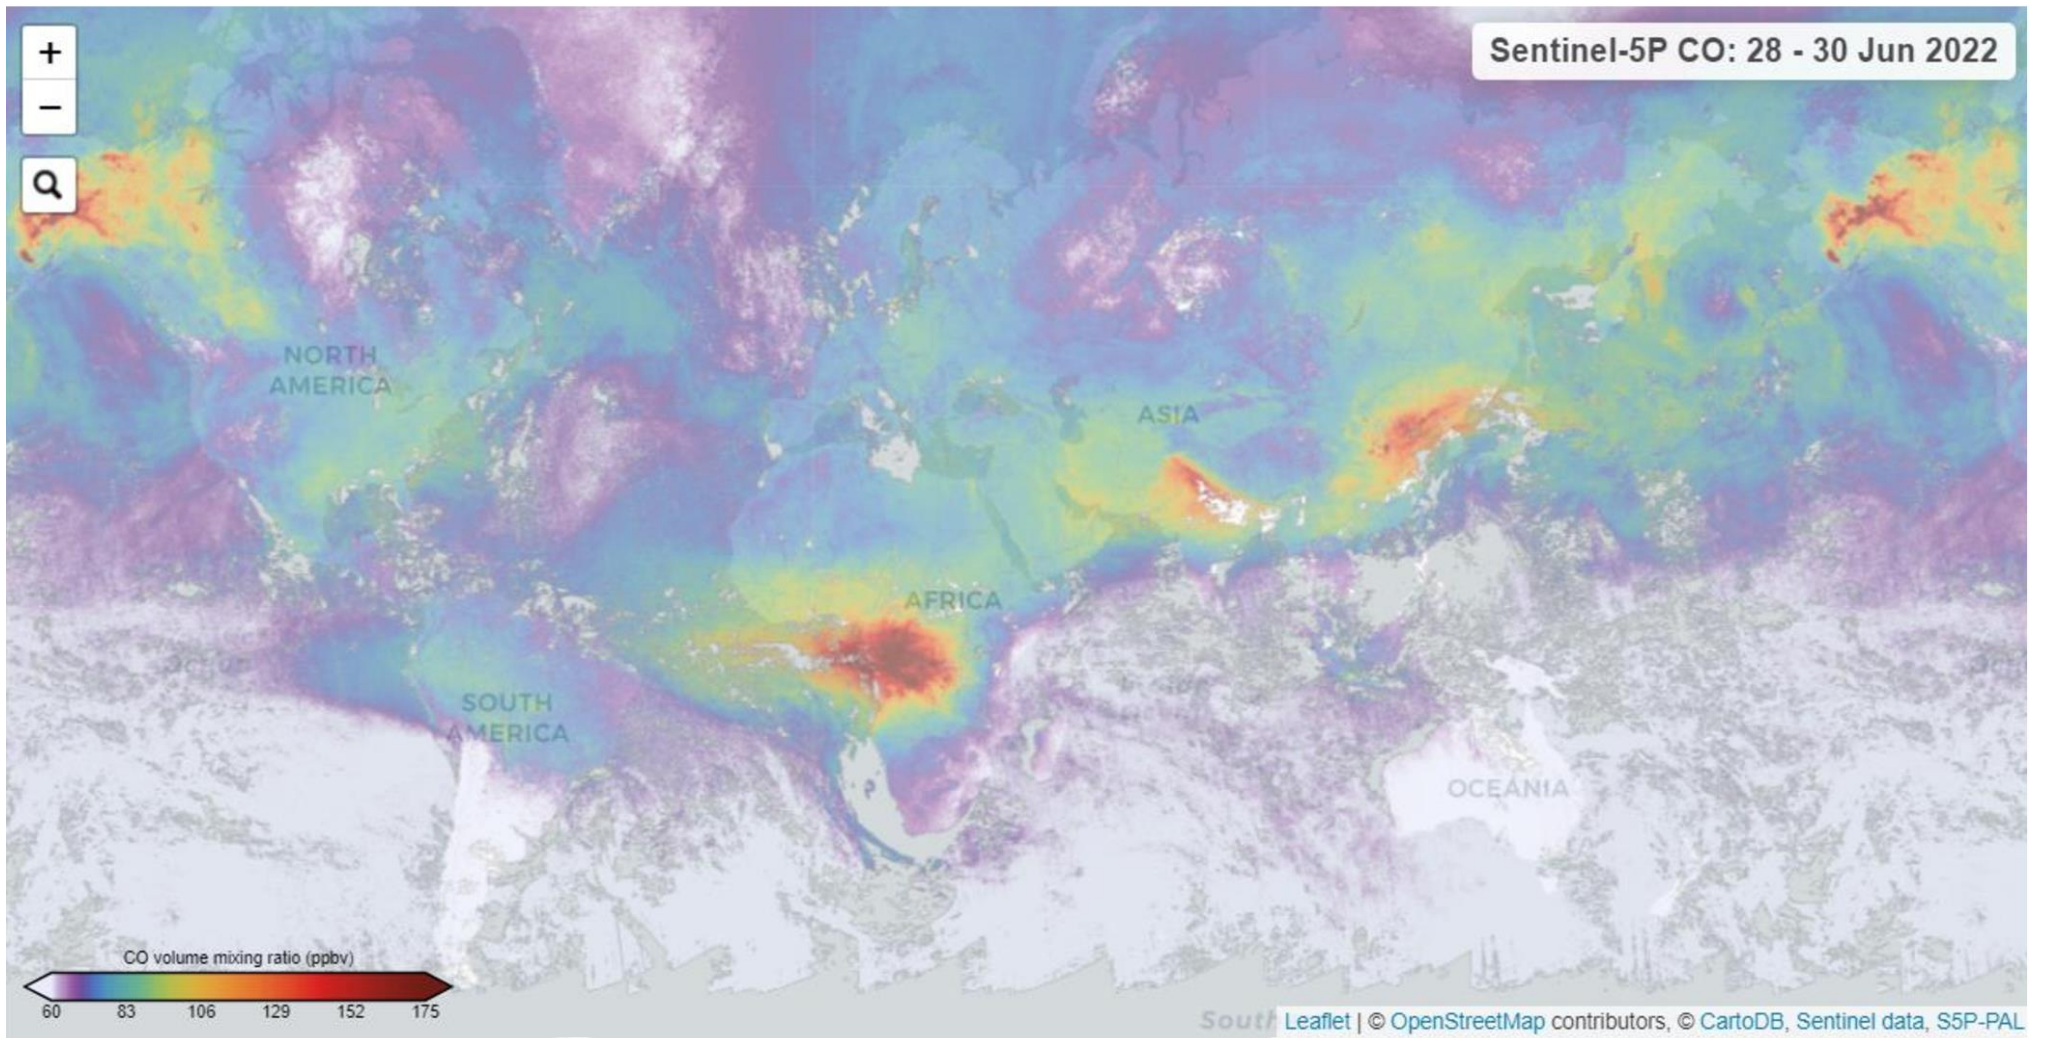 +
−
Sentinel-5P CO: 28 - 30 Jun 2022
NORTH
AMERICA
ASIA
AFRICA
SOUTH
AMERICA
OCEANIA
CO volume mixing ratio (ppbv)
60 83 106 129 152 175
South
Leaflet | © OpenStreetMap contributors, © CartoDB, Sentinel data, S5P-PAL